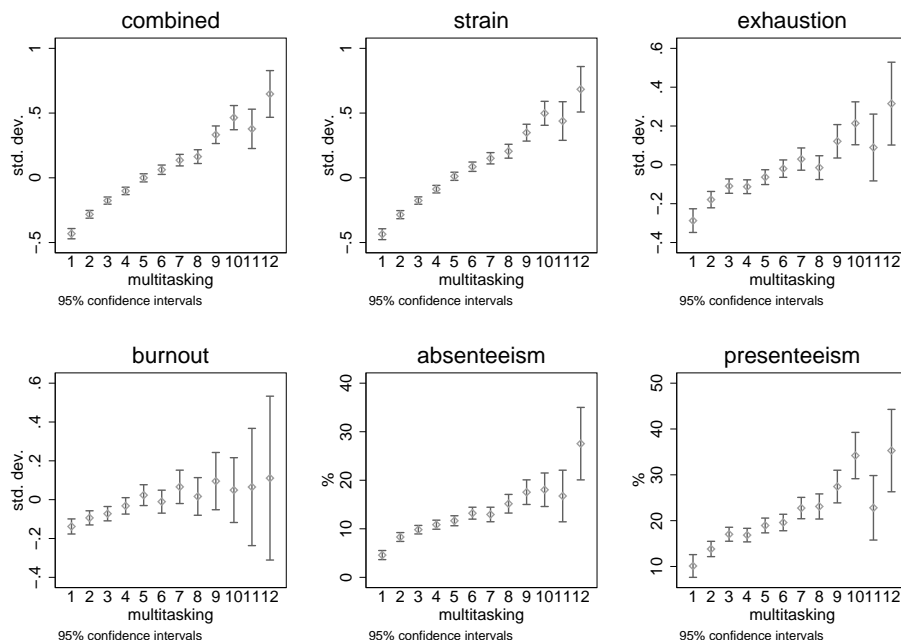 combined
std. dev.
1
.5
0
-.5
1 2 3 4 5 6 7 8 9 10 11 12
multitasking
95% confidence intervals
strain
std. dev.
1
.5
0
-.5
1 2 3 4 5 6 7 8 9 10 11 12
multitasking
95% confidence intervals
exhaustion
std. dev.
.6
.4
.2
0
-.2
-.4
1 2 3 4 5 6 7 8 9 10 11 12
multitasking
95% confidence intervals
burnout
std. dev.
.6
.4
.2
0
-.2
-.4
1 2 3 4 5 6 7 8 9 10 11 12
multitasking
95% confidence intervals
absenteeism
%
40
30
20
10
0
1 2 3 4 5 6 7 8 9 10 11 12
multitasking
95% confidence intervals
presenteeism
%
50
40
30
20
10
1 2 3 4 5 6 7 8 9 10 11 12
multitasking
95% confidence intervals